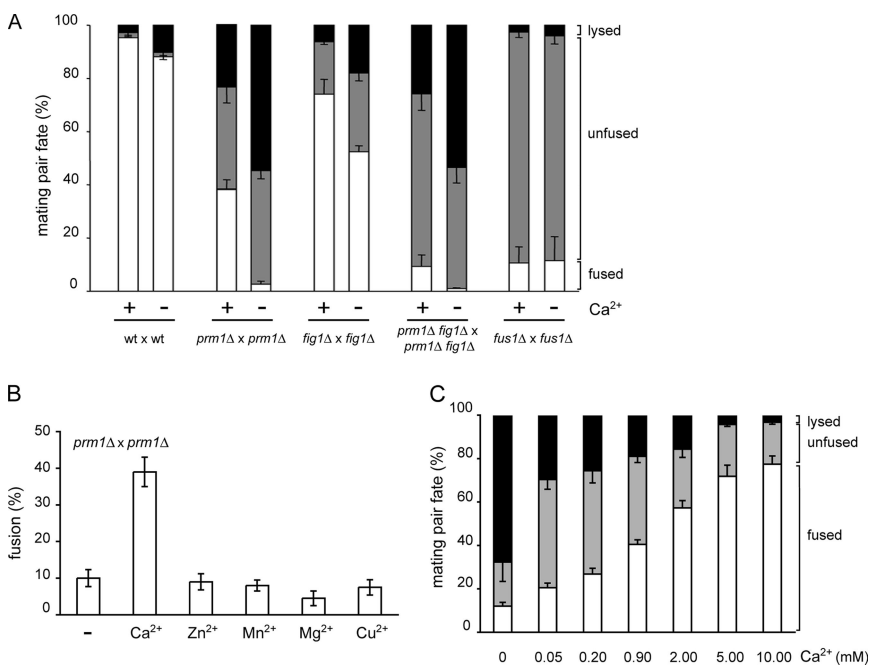 A
100
80
60
40
20
0
mating pair fate (%)
lysed
unfused
fused
+ - + - + - + - + - Ca²⁺
wt x wt
prm1Δ x prm1Δ
fig1Δ x fig1Δ
prm1Δ fig1Δ x
prm1Δ fig1Δ
fus1Δ x fus1Δ
B
prm1Δ x prm1Δ
50
40
30
20
10
0
fusion (%)
- Ca²⁺ Zn²⁺ Mn²⁺ Mg²⁺ Cu²⁺
C
100
80
60
40
20
0
mating pair fate (%)
lysed
unfused
fused
0 0.05 0.20 0.90 2.00 5.00 10.00 Ca²⁺ (mM)